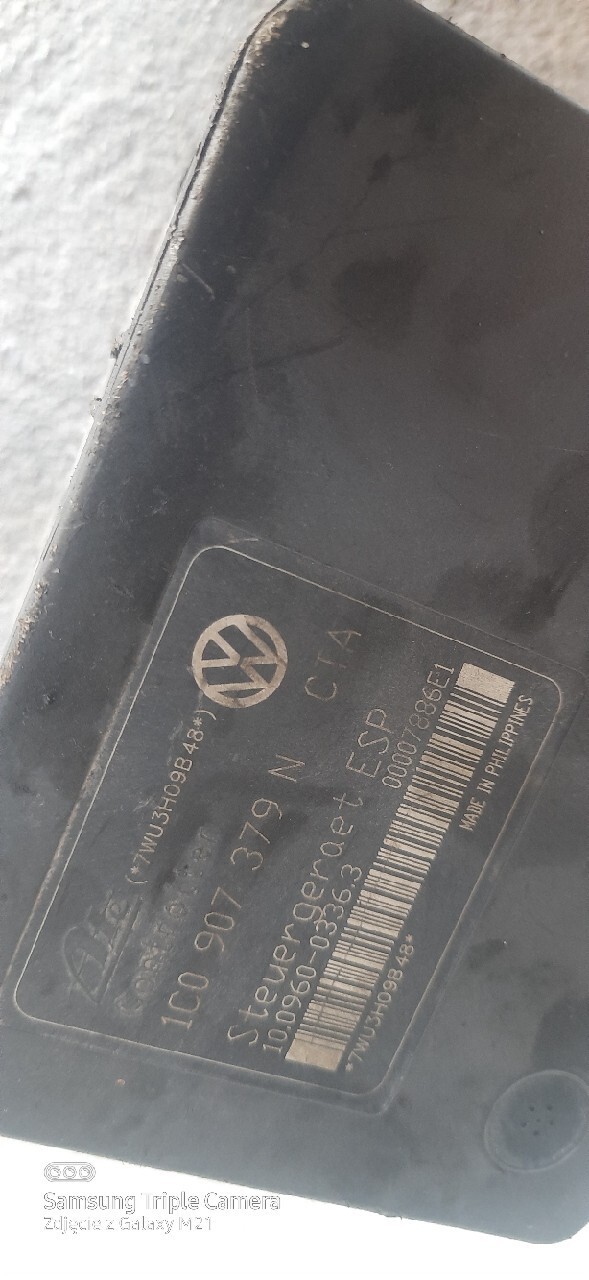 Ate
(*7WU3H09B48*)
1C0 907 379 N CTA
Steuergeraet ESP
10.0960-0336.3 00007886E1
*7WU3H09B48*
MADE IN PHILIPPINES
Samsung Triple Camera
Zdjęcie z Galaxy M21